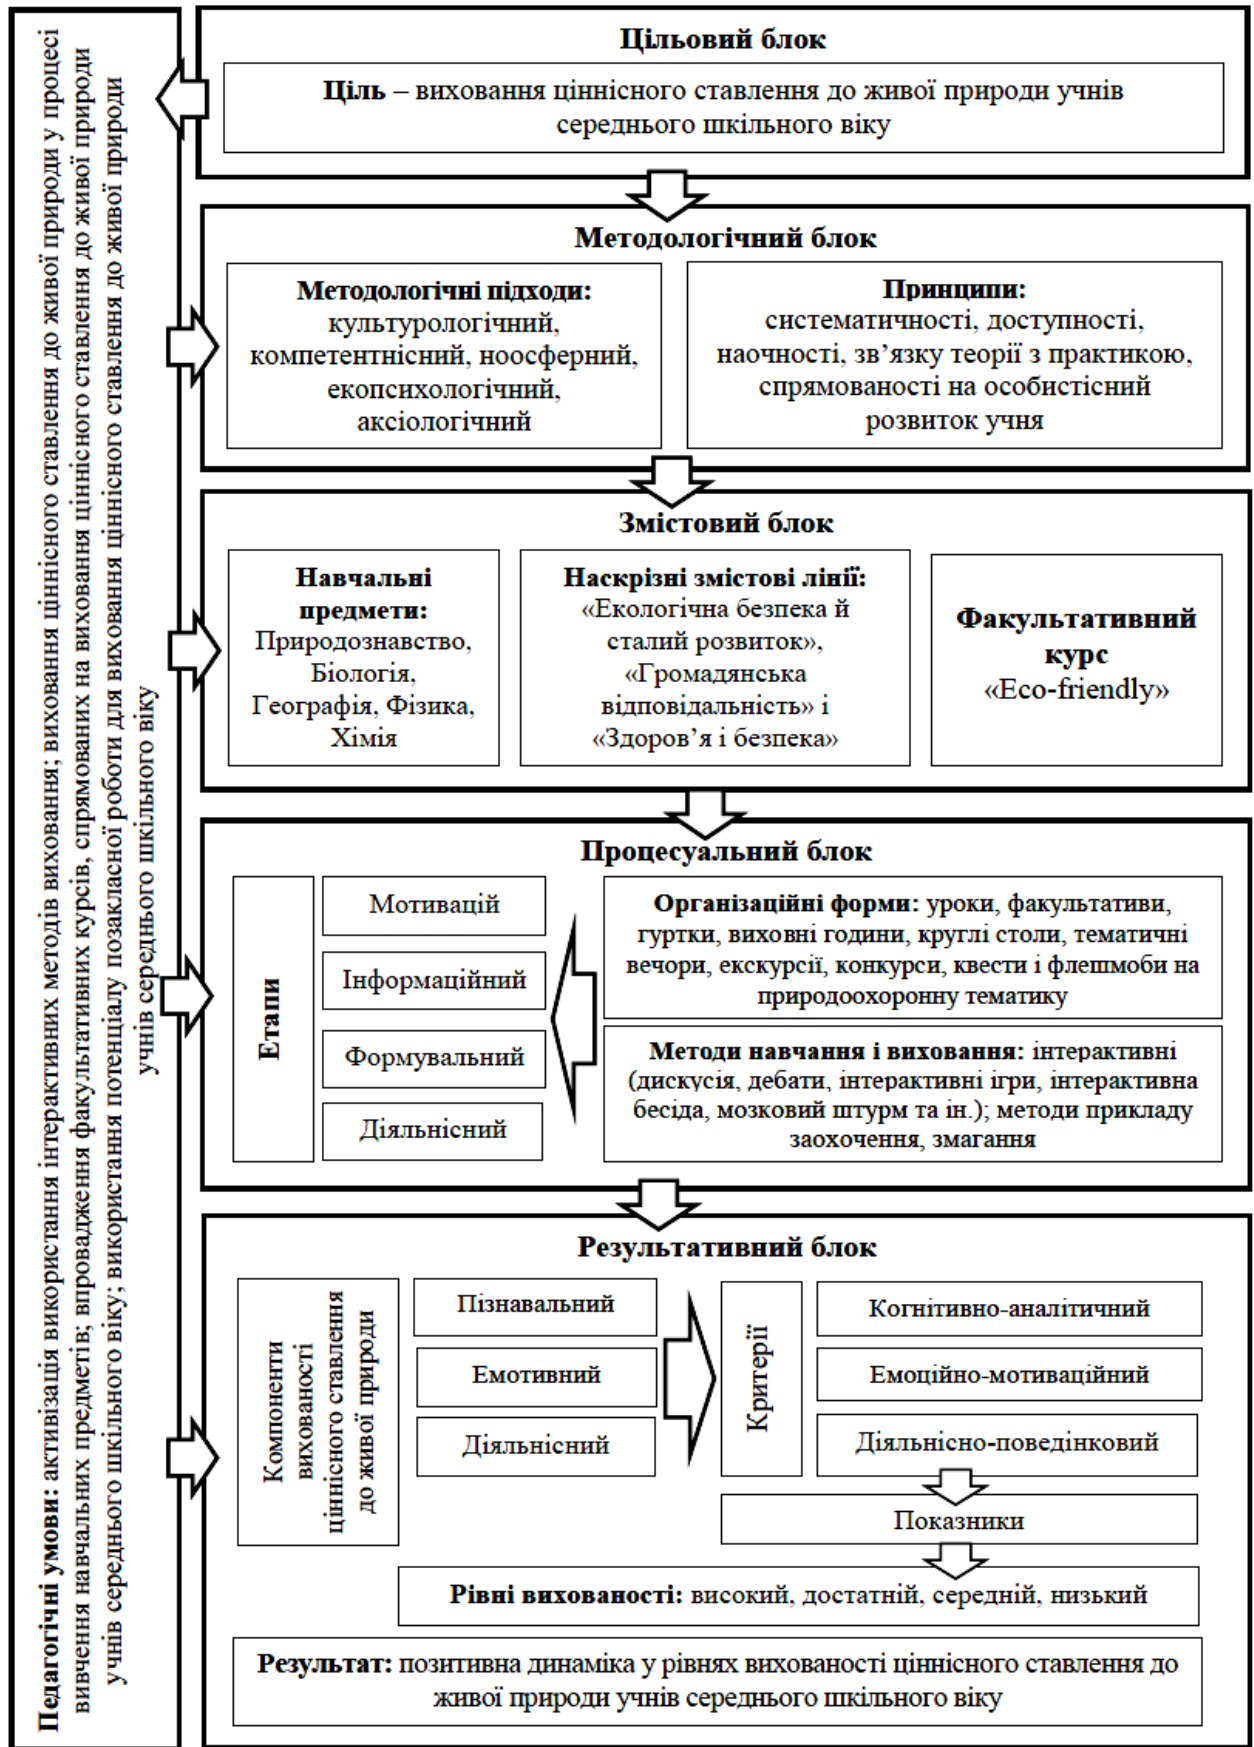 Педагогічні умови: активізація використання інтерактивних методів виховання; виховання ціннісного ставлення до живої природи у процесі
вивчення навчальних предметів; впровадження факультативних курсів, спрямованих на виховання ціннісного ставлення до живої природи
учнів середнього шкільного віку; використання потенціалу позакласної роботи для виховання ціннісного ставлення до живої природи
учнів середнього шкільного віку
Цільовий блок
Ціль – виховання ціннісного ставлення до живої природи учнів
середнього шкільного віку
Методологічний блок
Методологічні підходи:
культурологічний,
компетентнісний, ноосферний,
екопсихологічний,
аксіологічний
Принципи:
систематичності, доступності,
наочності, зв’язку теорії з практикою,
спрямованості на особистісний
розвиток учня
Змістовий блок
Навчальні
предмети:
Природознавство,
Біологія,
Географія, Фізика,
Хімія
Наскрізні змістові лінії:
«Екологічна безпека й
сталий розвиток»,
«Громадянська
відповідальність» і
«Здоров’я і безпека»
Факультативний
курс
«Eco-friendly»
Процесуальний блок
Етапи
Мотивацій
Інформаційний
Формувальний
Діяльнісний
Організаційні форми: уроки, факультативи,
гуртки, виховні години, круглі столи, тематичні
вечори, екскурсії, конкурси, квести і флешмоби на
природоохоронну тематику
Методи навчання і виховання: інтерактивні
(дискусія, дебати, інтерактивні ігри, інтерактивна
бесіда, мозковий штурм та ін.); методи прикладу
заохочення, змагання
Результативний блок
Компоненти
вихованості
ціннісного ставлення
до живої природи
Пізнавальний
Емотивний
Діяльнісний
Критерії
Когнітивно-аналітичний
Емоційно-мотиваційний
Діяльнісно-поведінковий
Показники
Рівні вихованості: високий, достатній, середній, низький
Результат: позитивна динаміка у рівнях вихованості ціннісного ставлення до
живої природи учнів середнього шкільного віку